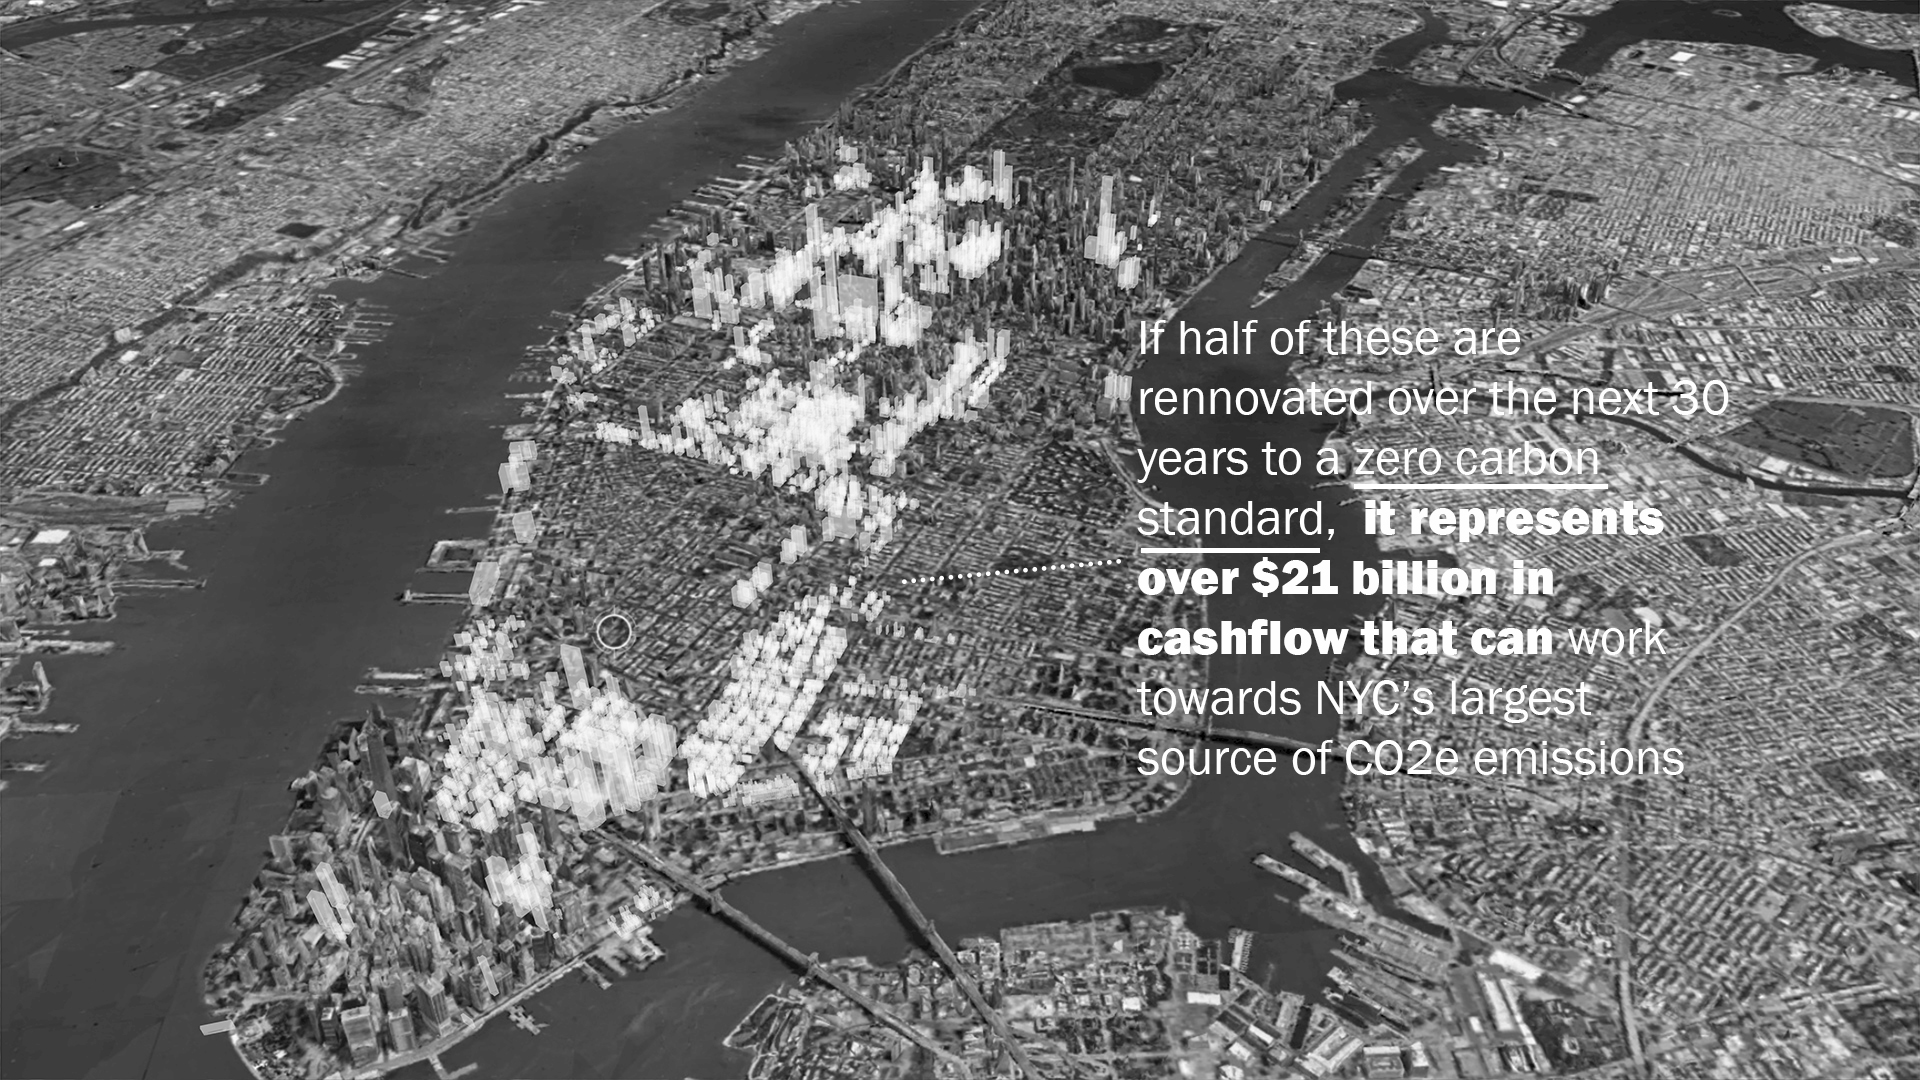 If half of these are
rennovated over the next 30
years to a zero carbon
standard, it represents
over $21 billion in
cashflow that can work
towards NYC’s largest
source of CO2e emissions